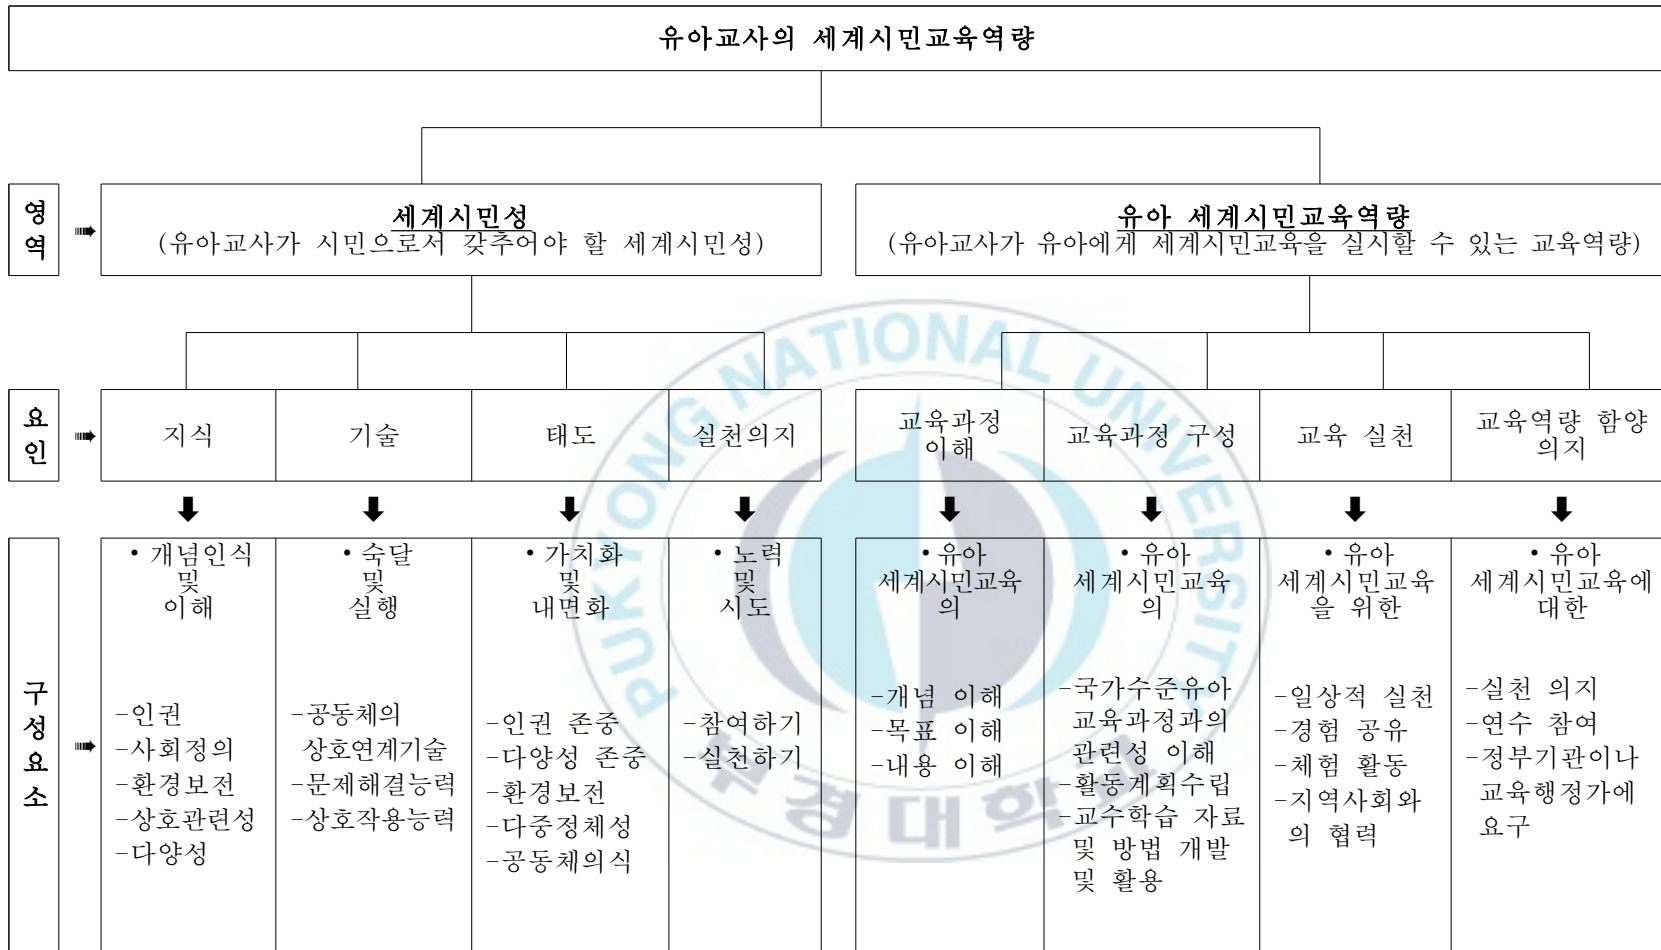 유아교사의 세계시민교육역량
영
역
세계시민성
(유아교사가 시민으로서 갖추어야 할 세계시민성)
유아 세계시민교육역량
(유아교사가 유아에게 세계시민교육을 실시할 수 있는 교육역량)
요
인
지식
기술
태도
실천의지
교육과정
이해
교육과정 구성
교육 실천
교육역량 함양
의지
구
성
요
소
• 개념인식
및
이해
-인권
-사회정의
-환경보전
-상호관련성
-다양성
• 숙달
및
실행
-공동체의
상호연계기술
-문제해결능력
-상호작용능력
• 가치화
및
내면화
-인권 존중
-다양성 존중
-환경보전
-다중정체성
-공동체의식
• 노력
및
시도
-참여하기
-실천하기
• 유아
세계시민교육
의
-개념 이해
-목표 이해
-내용 이해
• 유아
세계시민교육
의
-국가수준유아
교육과정과의
관련성 이해
-활동계획수립
-교수학습 자료
및 방법 개발
및 활용
• 유아
세계시민교육
을 위한
-일상적 실천
-경험 공유
-체험 활동
-지역사회와
의 협력
• 유아
세계시민교육에
대한
-실천 의지
-연수 참여
-정부기관이나
교육행정가에
요구
PUKYONG NATIONAL UNIVERSITY
부경대학교